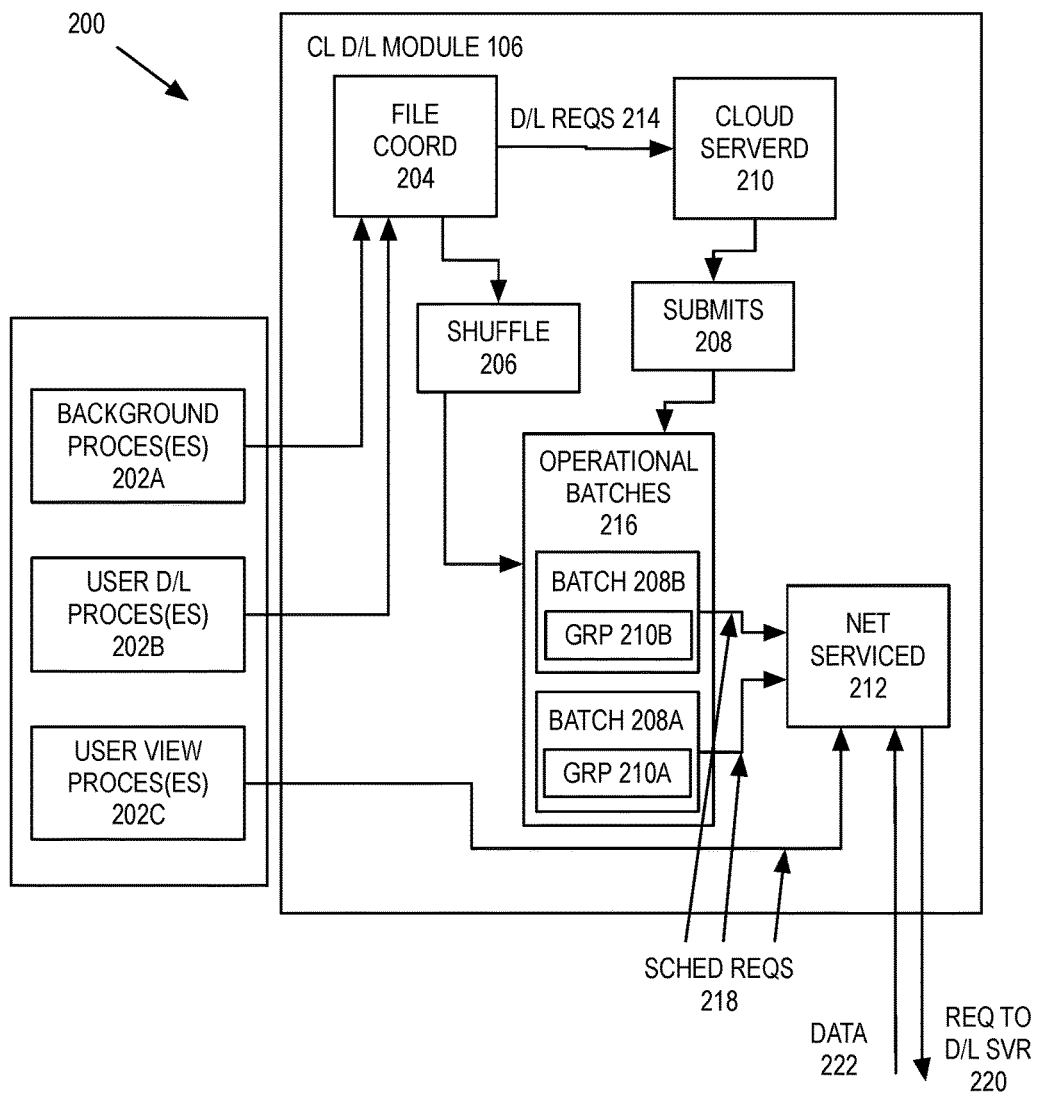 200
CL D/L MODULE 106
FILE
COORD
204
D/L REQS 214
CLOUD
SERVERD
210
SHUFFLE
206
SUBMITS
208
BACKGROUND
PROCES(ES)
202A
USER D/L
PROCES(ES)
202B
USER VIEW
PROCES(ES)
202C
OPERATIONAL
BATCHES
216
BATCH 208B
GRP 210B
BATCH 208A
GRP 210A
NET
SERVICED
212
SCHED REQS
218
DATA
222
REQ TO
D/L SVR
220